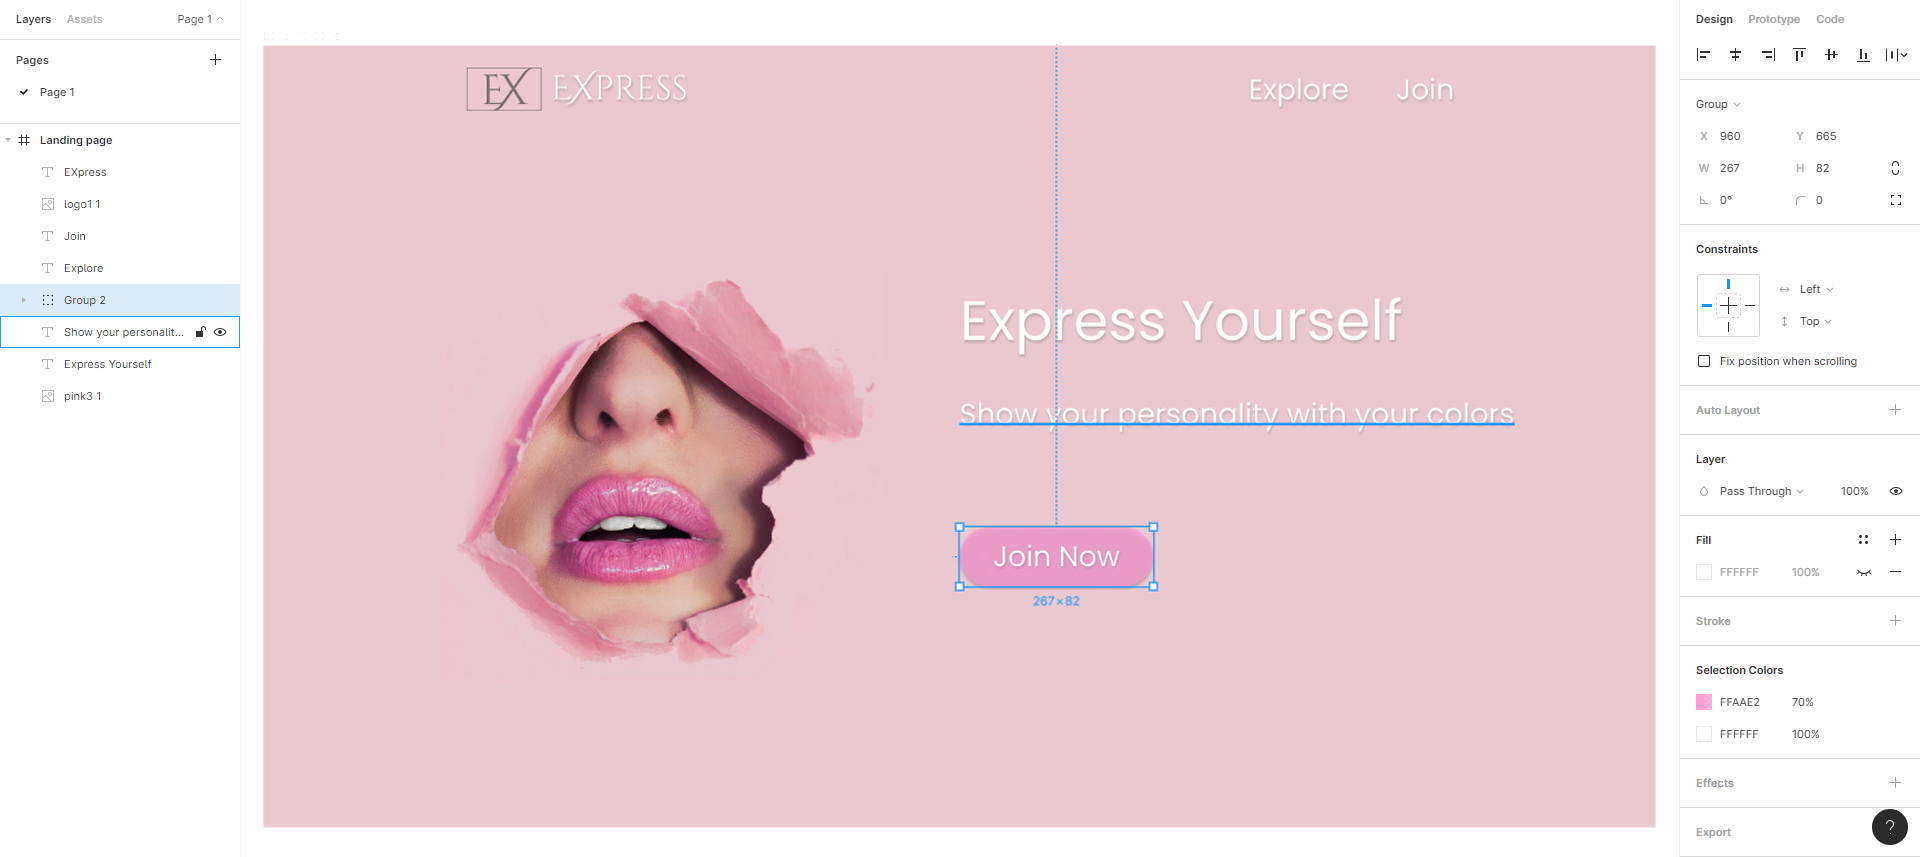 Layers Assets Page 1
Pages
Page 1
Landing page
EXpress
logo1 1
Join
Explore
Group 2
Show your personalit...
Express Yourself
pink3 1
EX EXPRESS
Explore Join
Express Yourself
Show your personality with your colors
Join Now
267 × 82
Design Prototype Code
Group
X 960 Y 665
W 267 H 82
0° 0
Constraints
Left
Top
Fix position when scrolling
Auto Layout
Layer
Pass Through 100%
Fill
FFFFFF 100%
Stroke
Selection Colors
FFAAE2 70%
FFFFFF 100%
Effects
Export
?